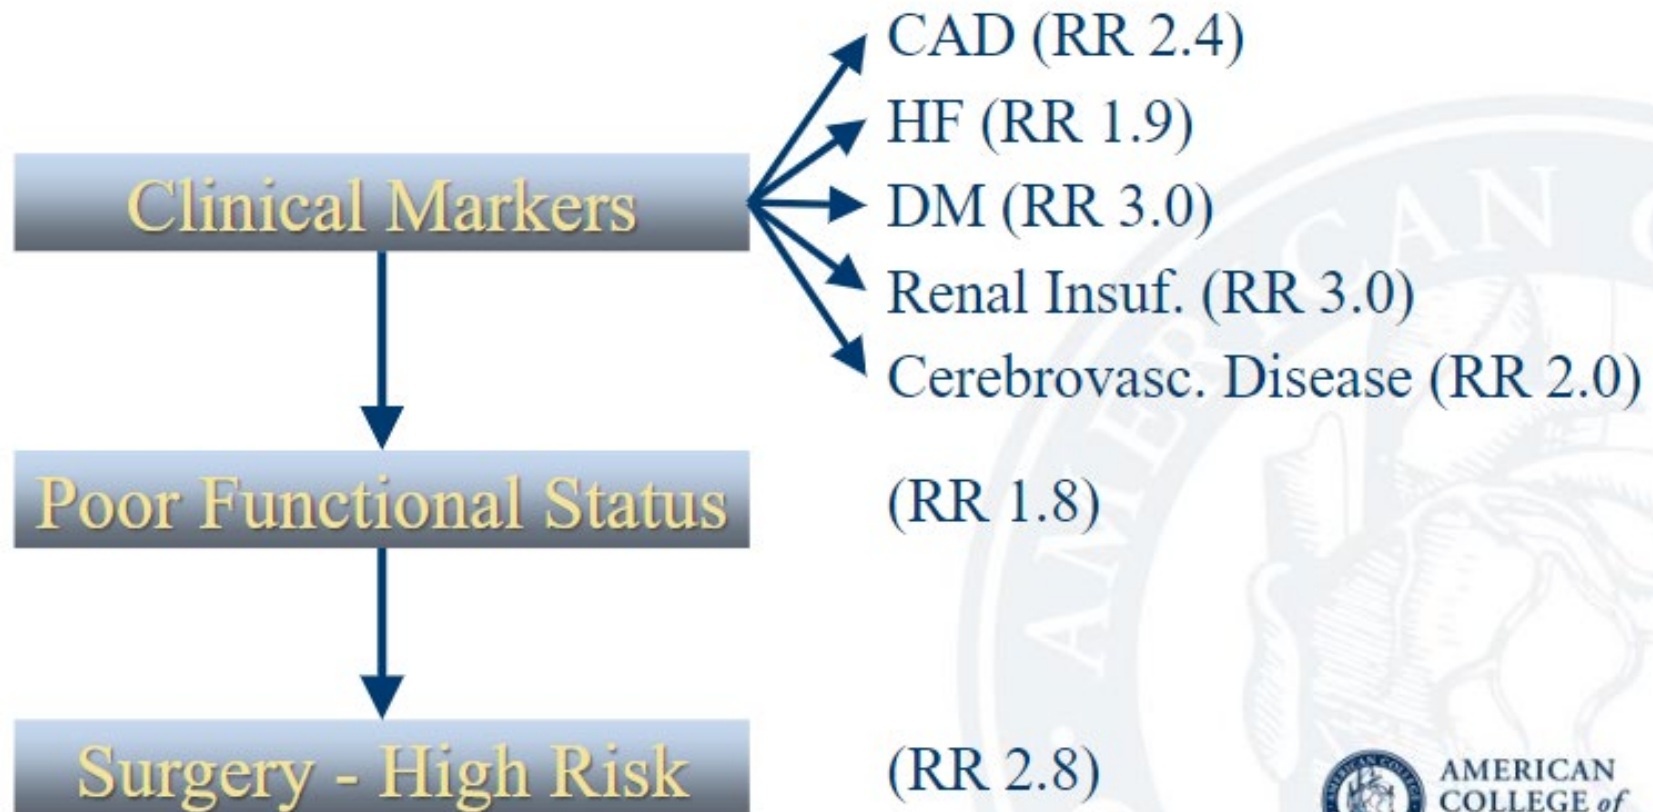 CAD (RR 2.4)
HF (RR 1.9)
Clinical Markers
DM (RR 3.0)
Renal Insuf. (RR 3.0)
Cerebrovasc. Disease (RR 2.0)
Poor Functional Status
(RR 1.8)
Surgery - High Risk
(RR 2.8)
AMERICAN
COLLEGE of
AMERICAN C